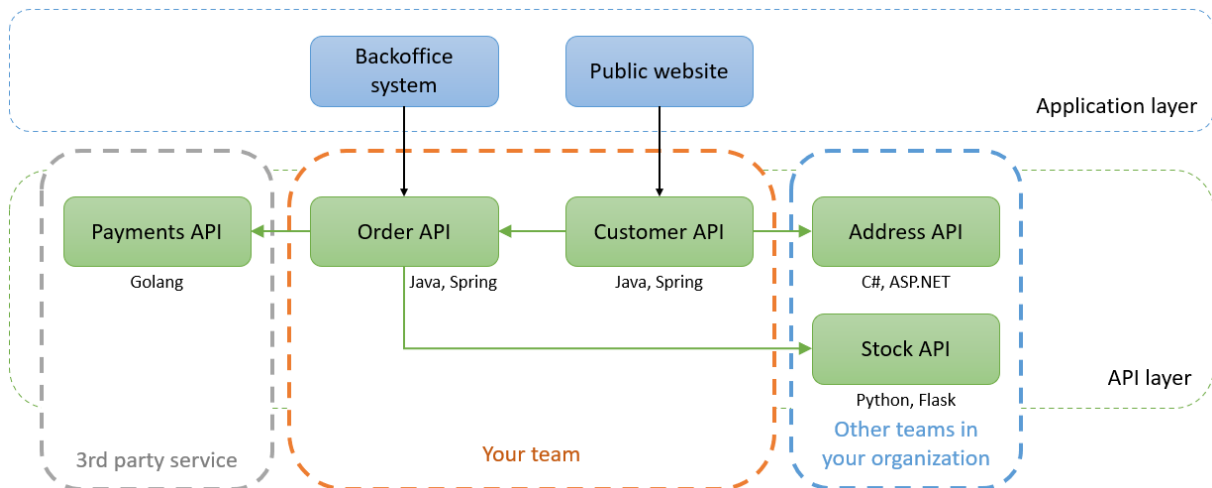 Backoffice
system
Public website
Application layer
Payments API
Order API
Customer API
Address API
Golang
Java, Spring
Java, Spring
C#, ASP.NET
Stock API
API layer
Python, Flask
3rd party service
Your team
Other teams in
your organization